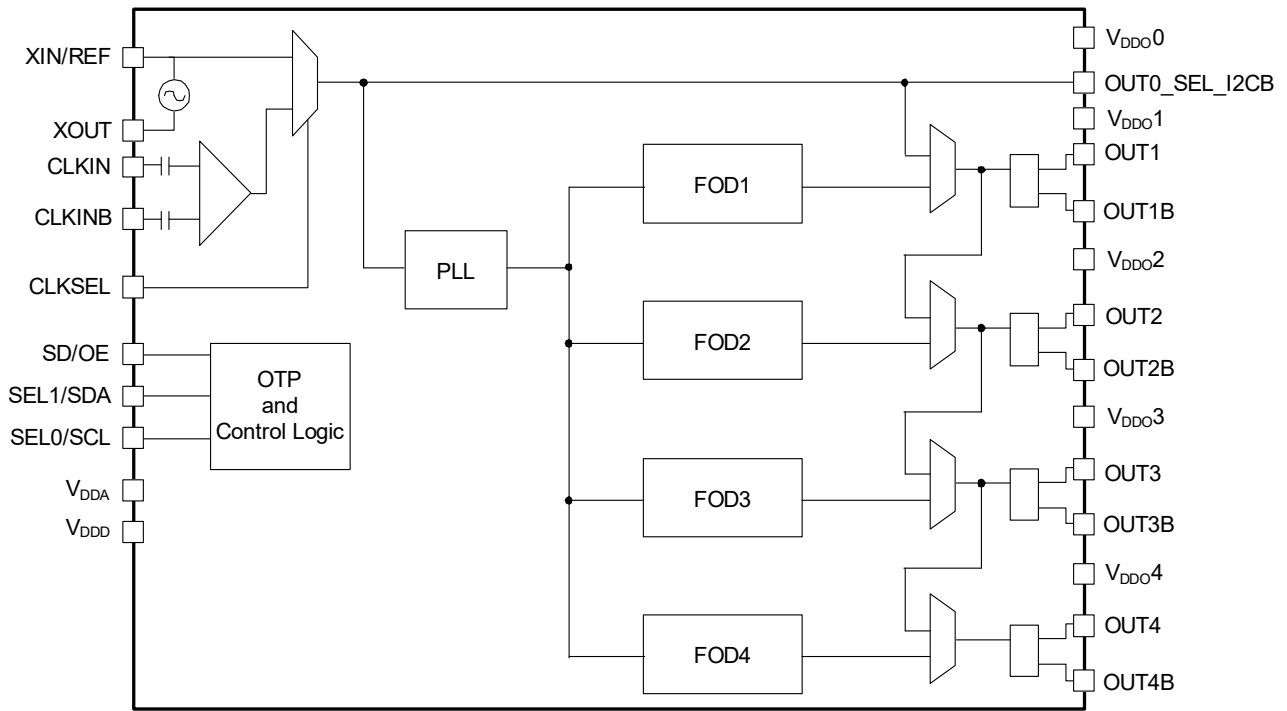 XIN/REF
XOUT
CLKIN
CLKINB
CLKSEL
SD/OE
SEL1/SDA
SEL0/SCL
VDDA
VDDD
OTP
and
Control Logic
PLL
FOD1
FOD2
FOD3
FOD4
VDDO0
OUT0_SEL_I2CB
VDDO1
OUT1
OUT1B
VDDO2
OUT2
OUT2B
VDDO3
OUT3
OUT3B
VDDO4
OUT4
OUT4B